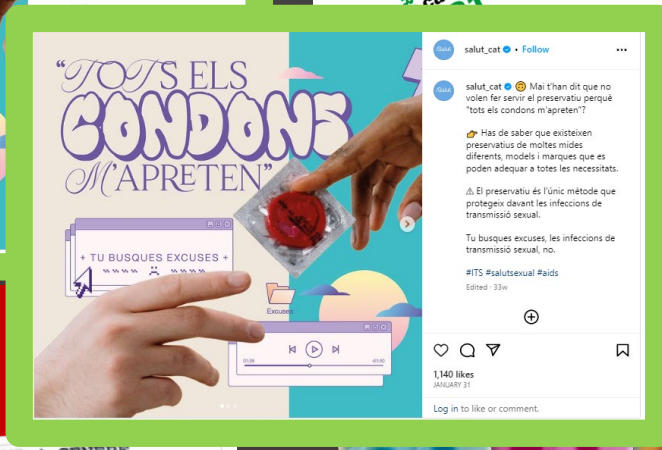 “TOTS ELS
CONDONS
M’APRETEN”
+ TU BUSQUES EXCUSES +
Excuses
01:56
salut_cat • Follow
salut_cat 🙃 Mai t'han dit que no
volen fer servir el preservatiu perquè
"tots els condons m'apreten"?
👉 Has de saber que existeixen
preservatius de moltes mides
diferents, models i marques que es
poden adequar a totes les necessitats.
⚠ El preservatiu és l'únic mètode que
protegeix davant les infeccions de
transmissió sexual.
Tu busques excuses, les infeccions de
transmissió sexual, no.
#ITS #salutsexual #aids
Edited · 33w
1,140 likes
JANUARY 31
Log in to like or comment.